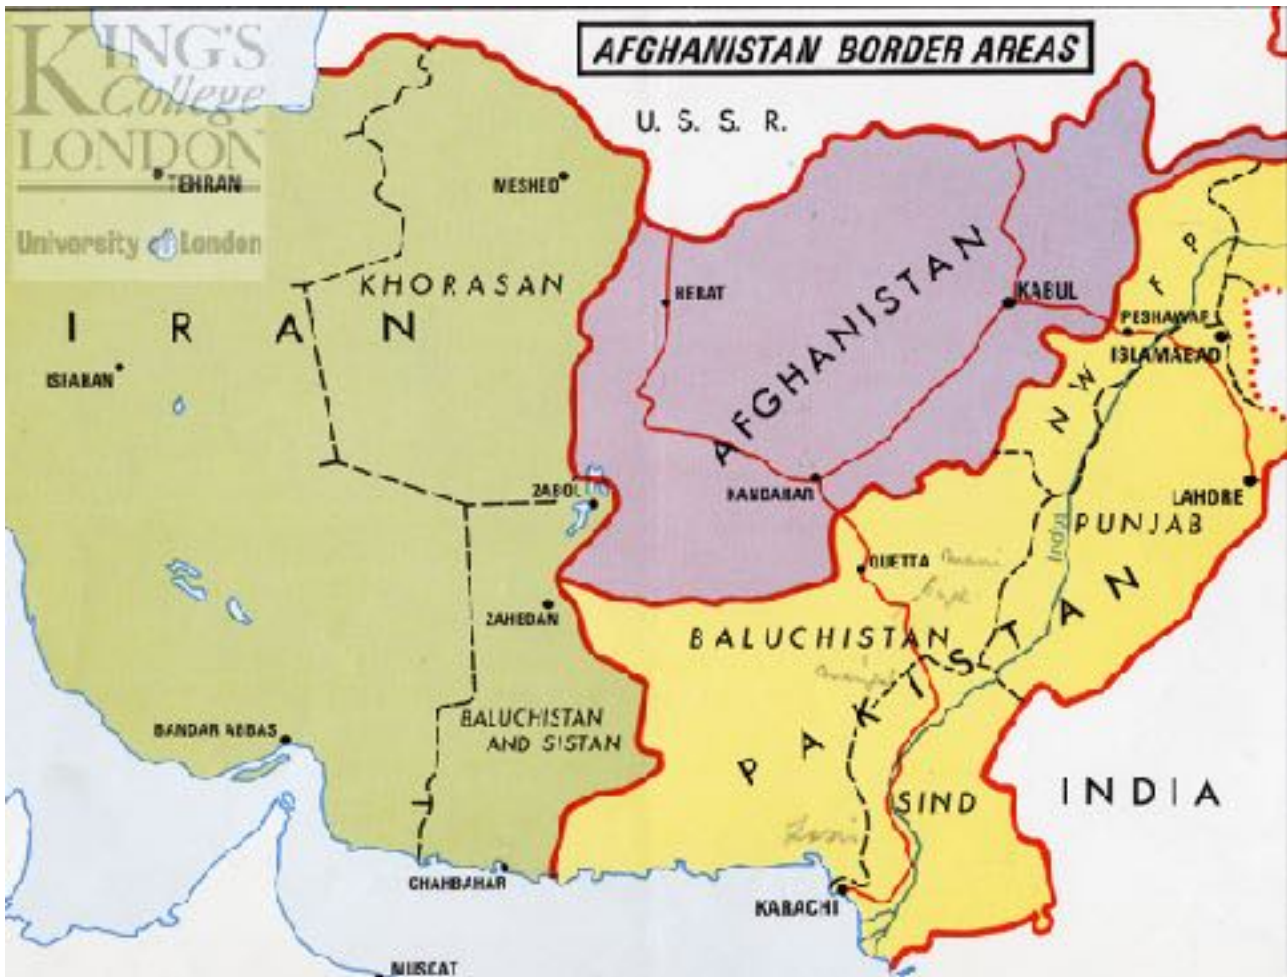 KING'S
College
LONDON
University of London
AFGHANISTAN BORDER AREAS
U. S. S. R.
TEHRAN
MESHED
KHORASAN
IRAN
ISFAHAN
HERAT
AFGHANISTAN
KABUL
N W F P
PESHAWAR
ISLAMABAD
ZABOL
KANDAHAR
LAHORE
PUNJAB
Indus
QUETTA
ZAHEDAN
BALUCHISTAN
PAKISTAN
BANDAR ABBAS
BALUCHISTAN
AND SISTAN
SIND
INDIA
CHAHBAHAR
KARACHI
MUSCAT